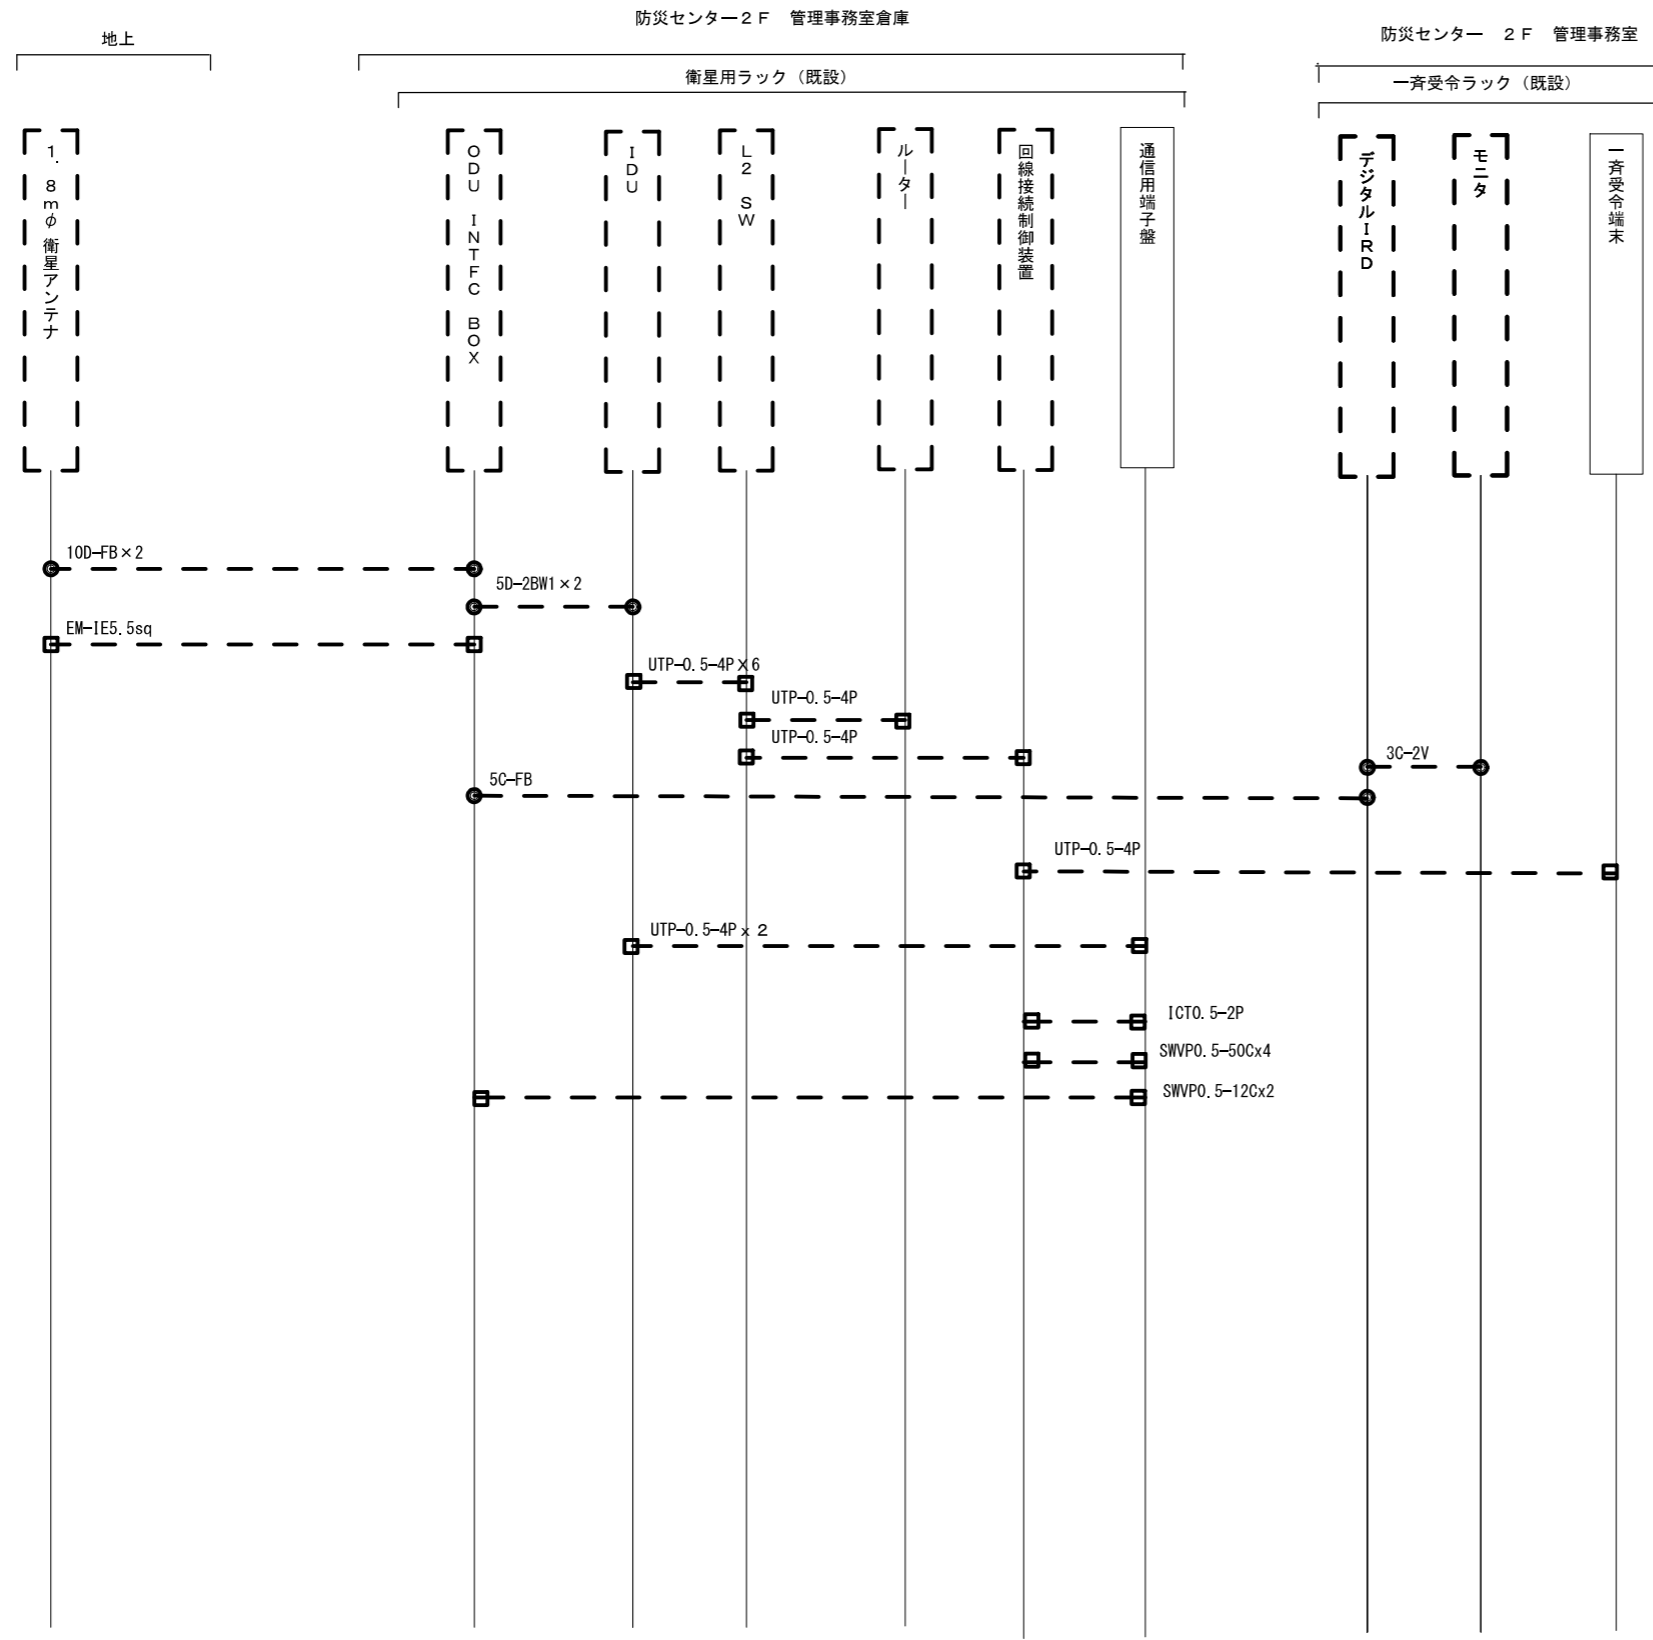 防災センター２Ｆ　管理事務室倉庫
地上
防災センター　２Ｆ　管理事務室
衛星用ラック（既設）
一斉受令ラック（既設）
１．８ｍφ衛星アンテナ
ＯＤＵ　ＩＮＴＦＣ　ＢＯＸ
ＩＤＵ
Ｌ２　ＳＷ
ルーター
回線接続制御装置
通信用端子盤
デジタルＩＲＤ
モニタ
一斉受令端末
10D-FB×2
5D-2BW1×2
EM-IE5.5sq
UTP-0.5-4P×6
UTP-0.5-4P
UTP-0.5-4P
3C-2V
5C-FB
UTP-0.5-4P
UTP-0.5-4Pｘ２
ICT0.5-2P
SWVP0.5-50Cx4
SWVP0.5-12Cx2